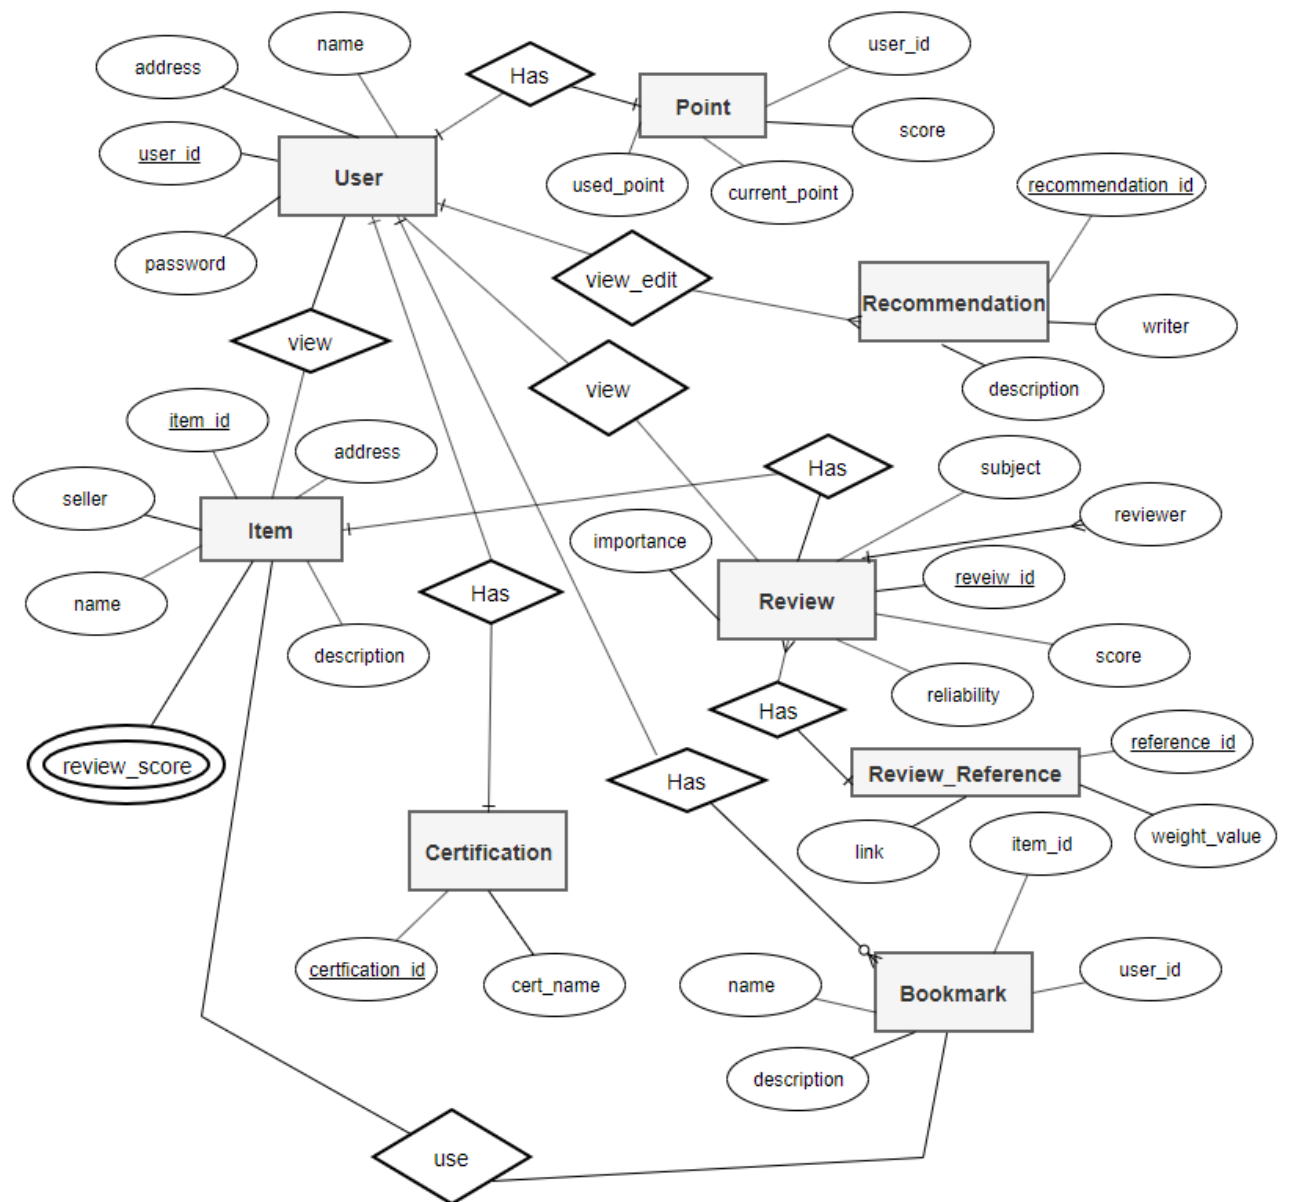 name
user_id
address
Has
Point
score
user_id
User
used_point
current_point
recommendation_id
password
view_edit
Recommendation
writer
view
view
description
item_id
address
Has
subject
seller
reviewer
Item
importance
reveiw_id
name
Has
Review
description
score
reliability
Has
review_score
Has
Review_Reference
reference_id
Certification
link
item_id
weight_value
certfication_id
cert_name
name
Bookmark
user_id
description
use